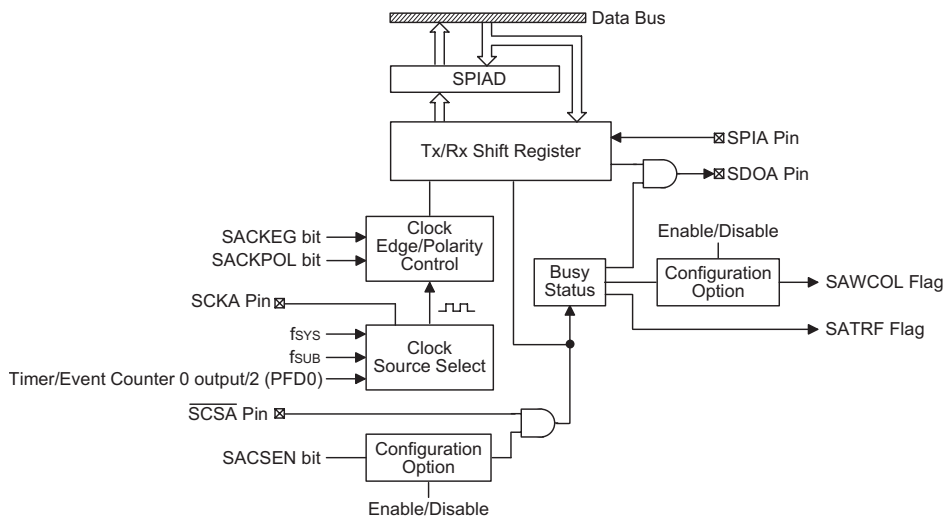 Data Bus
SPIAD
Tx/Rx Shift Register
SPIA Pin
SDOA Pin
SACKEG bit
SACKPOL bit
Clock
Edge/Polarity
Control
Enable/Disable
Busy
Status
Configuration
Option
SAWCOL Flag
SCKA Pin
SATRF Flag
fSYS
fSUB
Timer/Event Counter 0 output/2 (PFD0)
Clock
Source Select
SCSA Pin
SACSEN bit
Configuration
Option
Enable/Disable